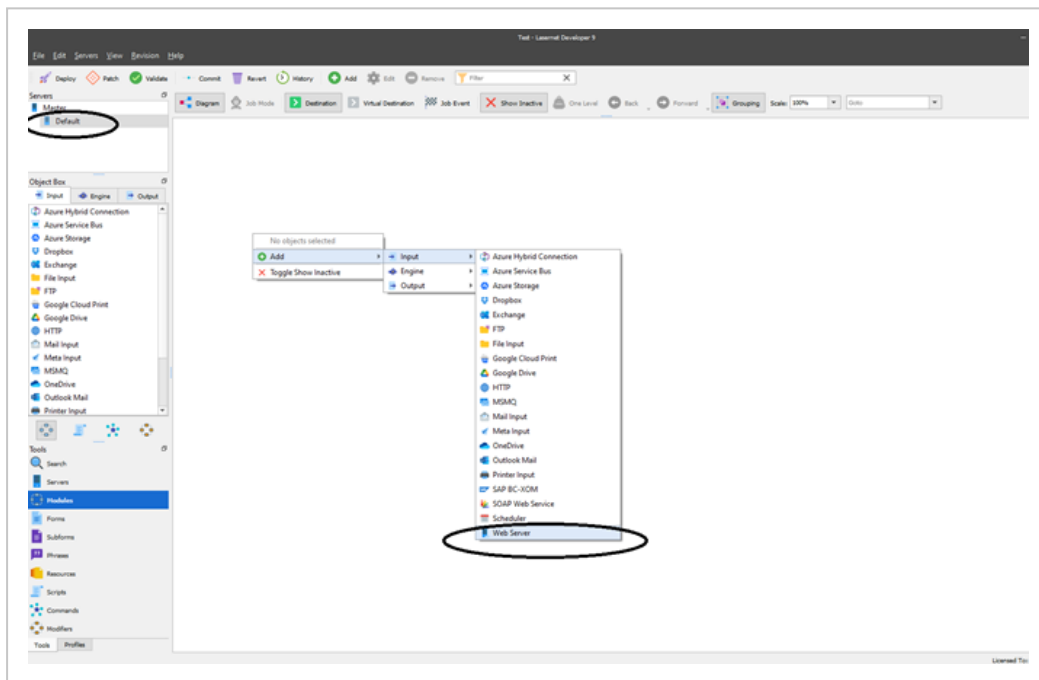 Test - Lasernet Developer 9
File Edit Servers View Revision Help
Deploy Patch Validate Commit Revert History Add Edit Remove Filter X
Servers
Master
Default
Diagram Job Mode Destination Virtual Destination Job Event Show Inactive One Level Back Forward Grouping Scale: 100% Goto
Object Box
Input Engine Output
Azure Hybrid Connection
Azure Service Bus
Azure Storage
Dropbox
Exchange
File Input
FTP
Google Cloud Print
Google Drive
HTTP
Mail Input
Meta Input
MSMQ
OneDrive
Outlook Mail
Printer Input
Tools
Search
Servers
Modules
Forms
Subforms
Phrases
Resources
Scripts
Commands
Modifiers
Tools Profiles
No objects selected
Add
Toggle Show Inactive
Input
Engine
Output
Azure Hybrid Connection
Azure Service Bus
Azure Storage
Dropbox
Exchange
FTP
File Input
Google Cloud Print
Google Drive
HTTP
MSMQ
Mail Input
Meta Input
OneDrive
Outlook Mail
Printer Input
SAP BC-XOM
SOAP Web Service
Scheduler
Web Server
Licensed To: